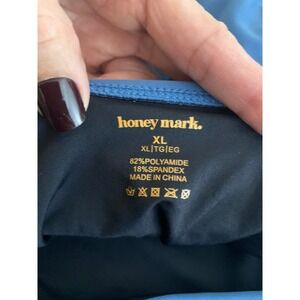 honey mark.
XL
XL|TG|EG
82%POLYAMIDE
18%SPANDEX
MADE IN CHINA